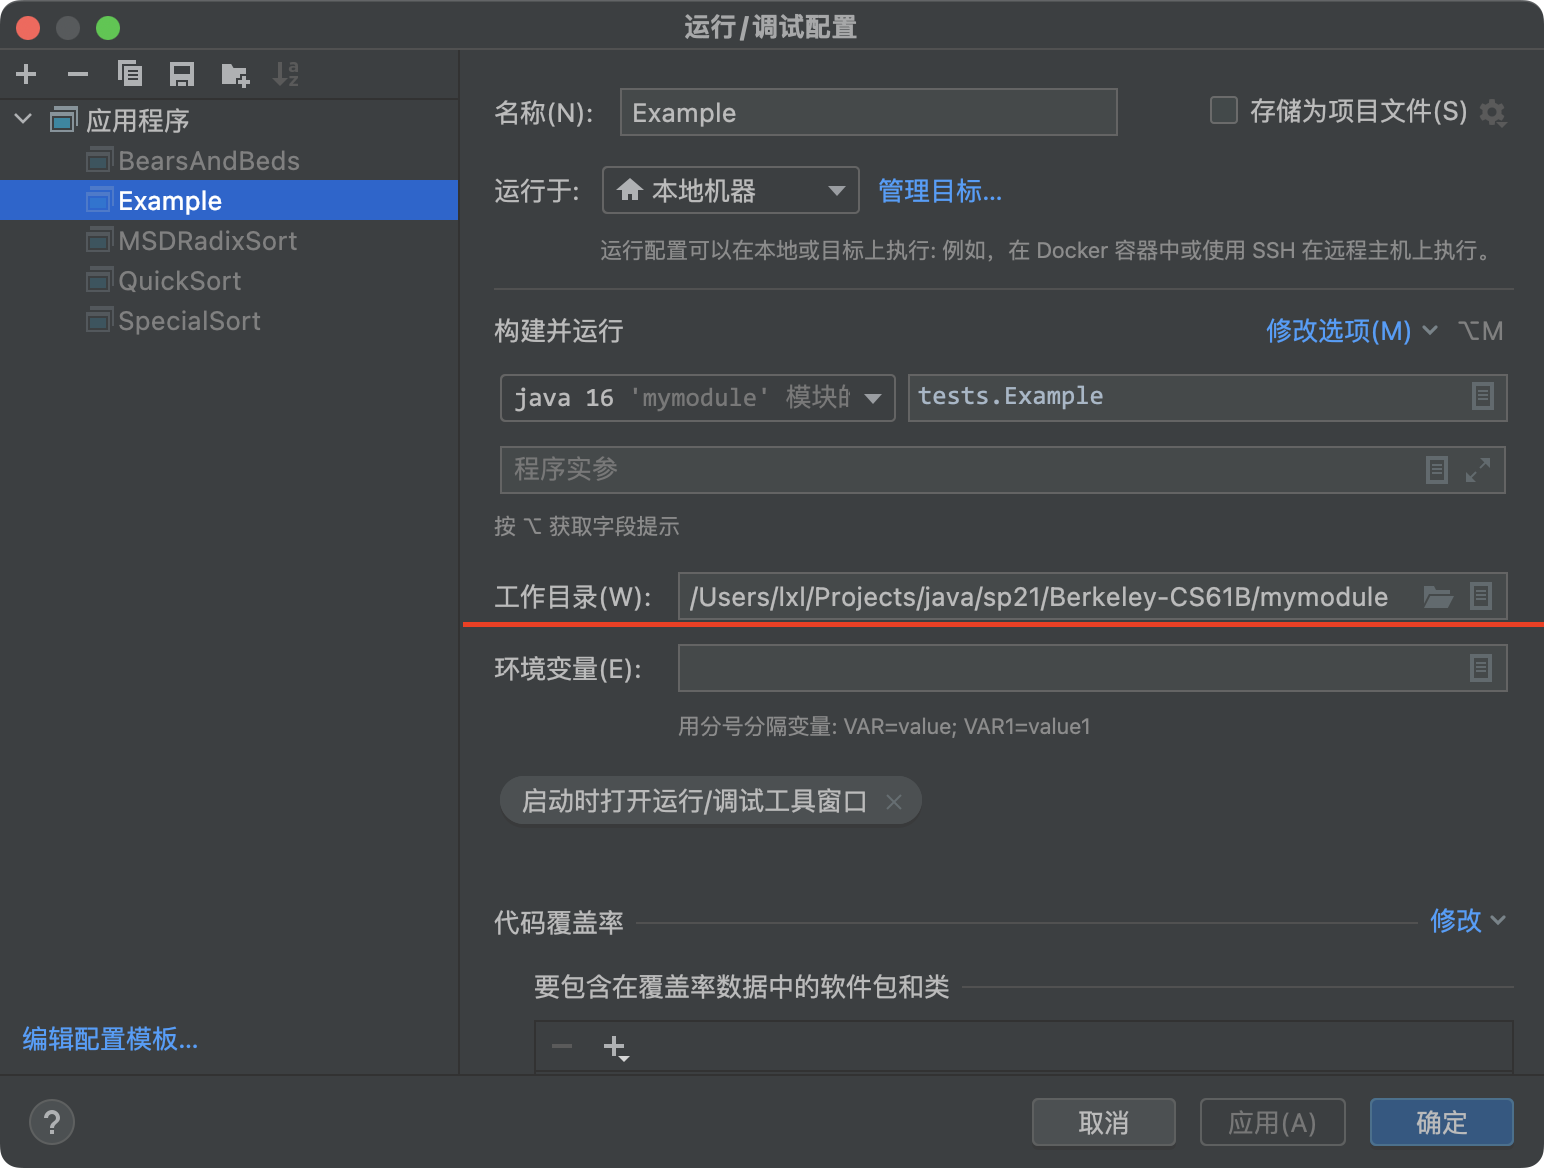 运行/调试配置
应用程序
BearsAndBeds
Example
MSDRadixSort
QuickSort
SpecialSort
编辑配置模板...
名称(N): Example 存储为项目文件(S)
运行于: 本地机器 管理目标...
运行配置可以在本地或目标上执行: 例如，在 Docker 容器中或使用 SSH 在远程主机上执行。
构建并运行 修改选项(M) ⌥M
java 16 'mymodule' 模块的 tests.Example
程序实参
按 ⌥ 获取字段提示
工作目录(W): /Users/lxl/Projects/java/sp21/Berkeley-CS61B/mymodule
环境变量(E):
用分号分隔变量: VAR=value; VAR1=value1
启动时打开运行/调试工具窗口
代码覆盖率 修改
要包含在覆盖率数据中的软件包和类
? 取消 应用(A) 确定